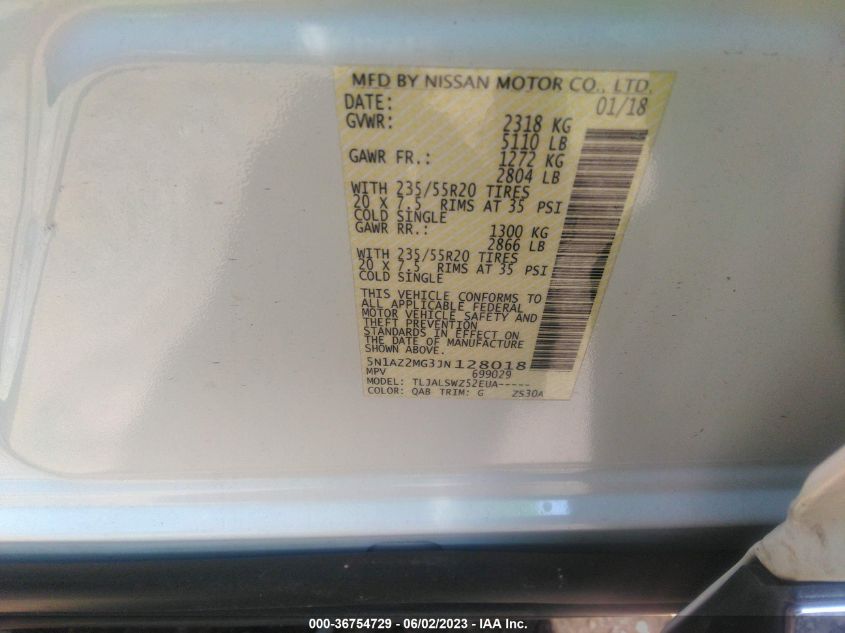 MFD BY NISSAN MOTOR CO., LTD.
DATE: 01/18
GVWR: 2318 KG
5110 LB
GAWR FR.: 1272 KG
2804 LB
WITH 235/55R20 TIRES
20 X 7.5 RIMS AT 35 PSI
COLD SINGLE
GAWR RR.: 1300 KG
2866 LB
WITH 235/55R20 TIRES
20 X 7.5 RIMS AT 35 PSI
COLD SINGLE
THIS VEHICLE CONFORMS TO
ALL APPLICABLE FEDERAL
MOTOR VEHICLE SAFETY AND
THEFT PREVENTION
STANDARDS IN EFFECT ON
THE DATE OF MANUFACTURE
SHOWN ABOVE.
5N1AZ2MG3JN128018
MPV 699029
MODEL: TLJALSWZ52EUA-----
COLOR: QAB TRIM: G ZS30A
000-36754729 - 06/02/2023 - IAA Inc.